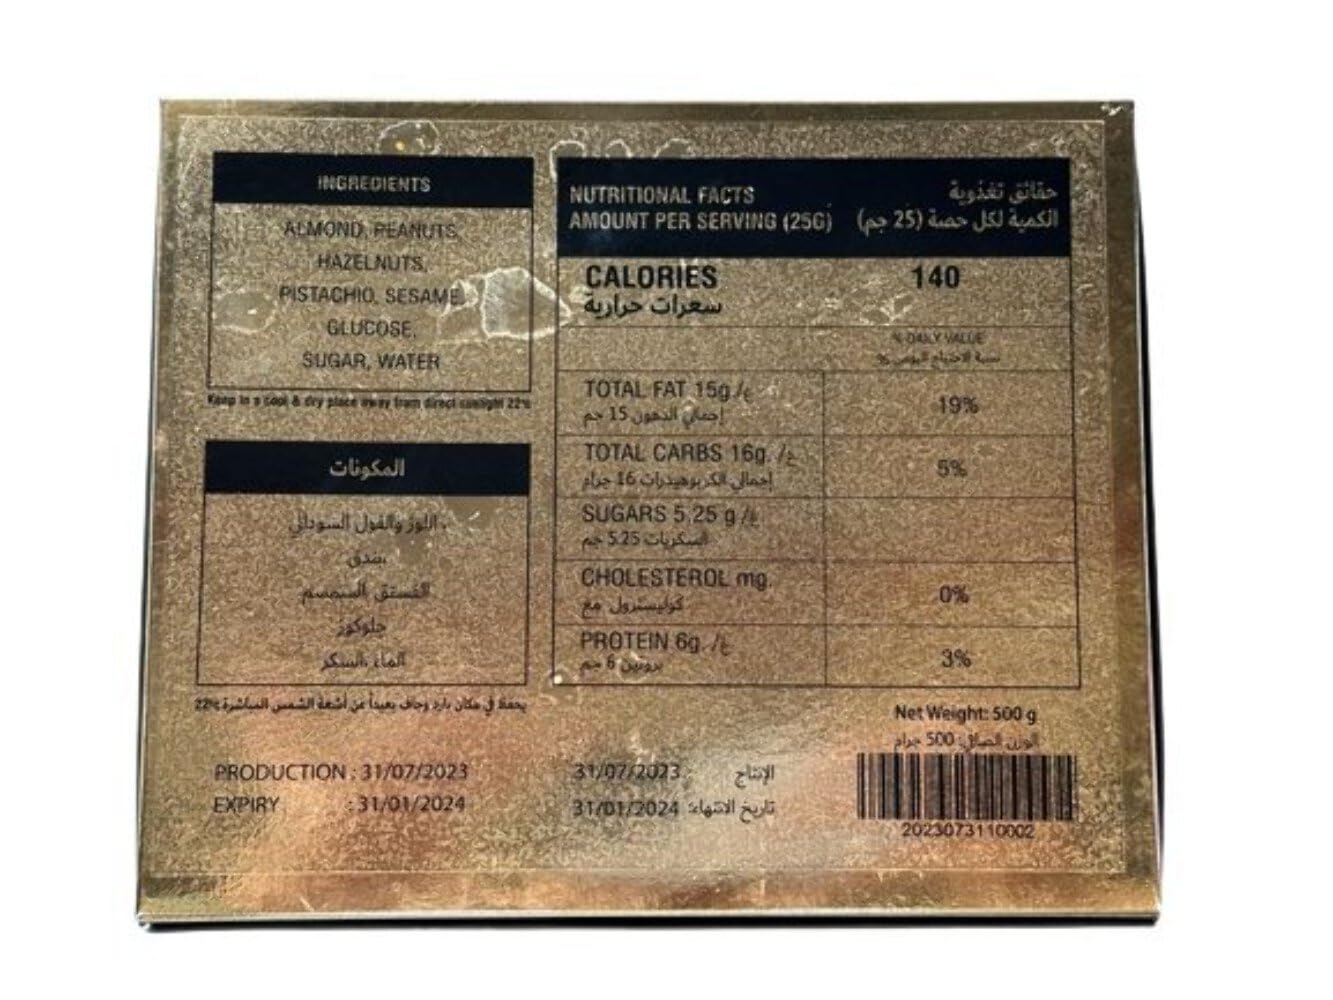 INGREDIENTS
ALMOND, PEANUTS,
HAZELNUTS,
PISTACHIO, SESAME
GLUCOSE,
SUGAR, WATER
Keep in a cool & dry place away from direct sunlight 22%
المكونات
اللوز والفول السوداني،
بندق،
الفستق، السمسم
جلوكوز
الماء، السكر
يحفظ في مكان بارد وجاف بعيداً عن أشعة الشمس المباشرة 22%
NUTRITIONAL FACTS حقائق تغذوية
AMOUNT PER SERVING (25G) الكمية لكل حصة (25 جم)
CALORIES 140
سعرات حرارية
% DAILY VALUE
نسبة الاحتياج اليومي %
TOTAL FAT 15g./غ 19%
إجمالي الدهون 15 جم
TOTAL CARBS 16g. /غ 5%
إجمالي الكربوهيدرات 16 جرام
SUGARS 5,25 g /غ
السكريات 5.25 جم
CHOLESTEROL mg. 0%
كوليسترول مع
PROTEIN 6g. /غ 3%
بروتين 6 جم
Net Weight: 500 g
الوزن الصافي: 500 جرام
2023073110002
PRODUCTION : 31/07/2023
EXPIRY : 31/01/2024
الإنتاج : 31/07/2023
تاريخ الانتهاء: 31/01/2024